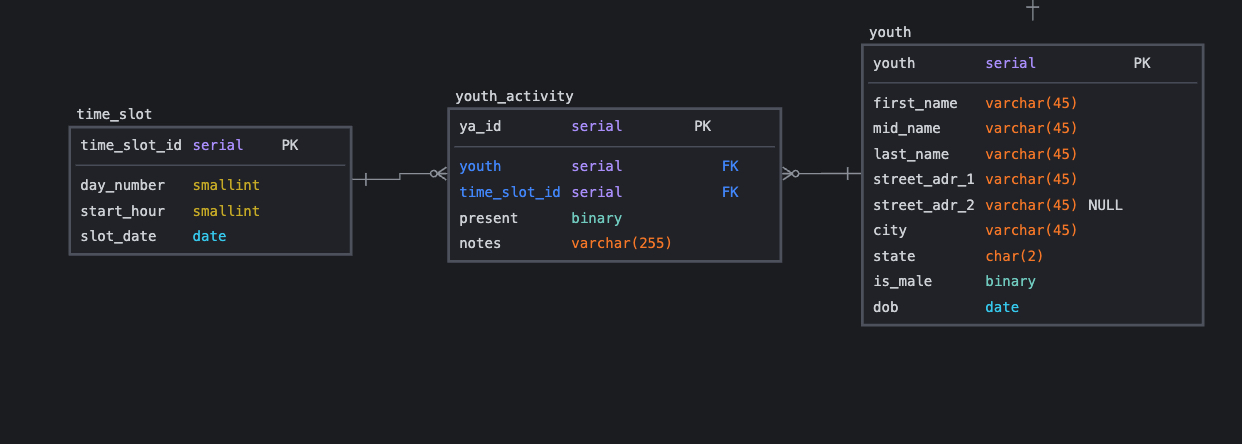 time_slot
time_slot_id serial PK
day_number smallint
start_hour smallint
slot_date date
youth_activity
ya_id serial PK
youth serial FK
time_slot_id serial FK
present binary
notes varchar(255)
youth
youth serial PK
first_name varchar(45)
mid_name varchar(45)
last_name varchar(45)
street_adr_1 varchar(45)
street_adr_2 varchar(45) NULL
city varchar(45)
state char(2)
is_male binary
dob date